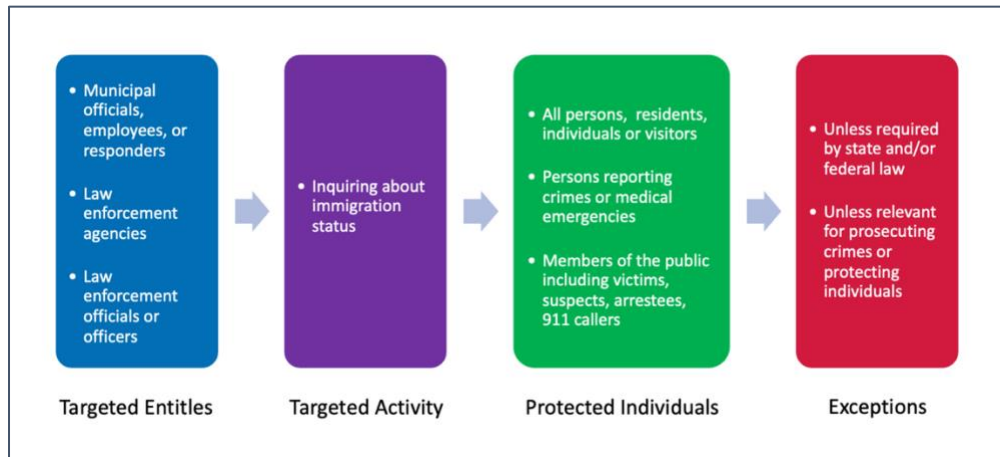 • Municipal
officials,
employees, or
responders
• Law
enforcement
agencies
• Law
enforcement
officials or
officers
Targeted Entitles
• Inquiring about
immigration
status
Targeted Activity
• All persons, residents,
individuals or visitors
• Persons reporting
crimes or medical
emergencies
• Members of the public
including victims,
suspects, arrestees,
911 callers
Protected Individuals
• Unless required
by state and/or
federal law
• Unless relevant
for prosecuting
crimes or
protecting
individuals
Exceptions